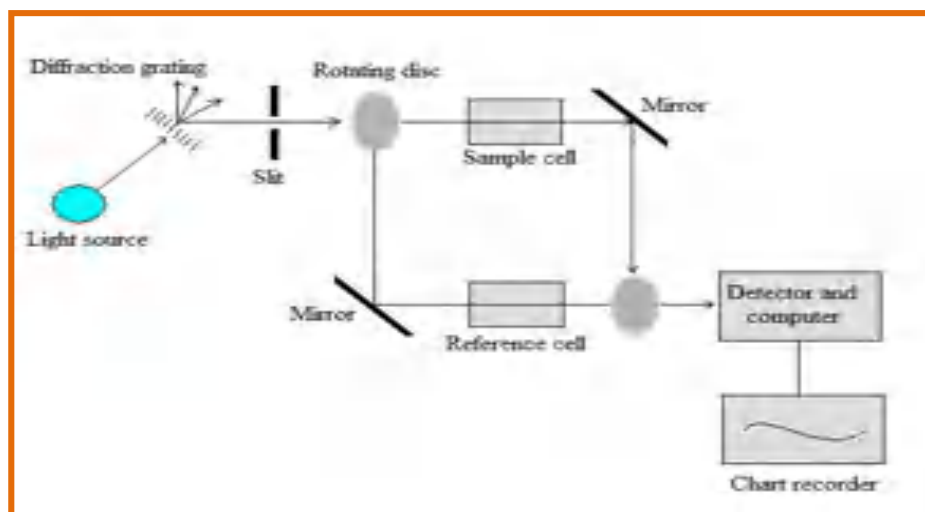 Diffraction grating
Rotating disc
Mirror
Sample cell
Slit
Light source
Mirror
Reference cell
Detector and
computer
Chart recorder